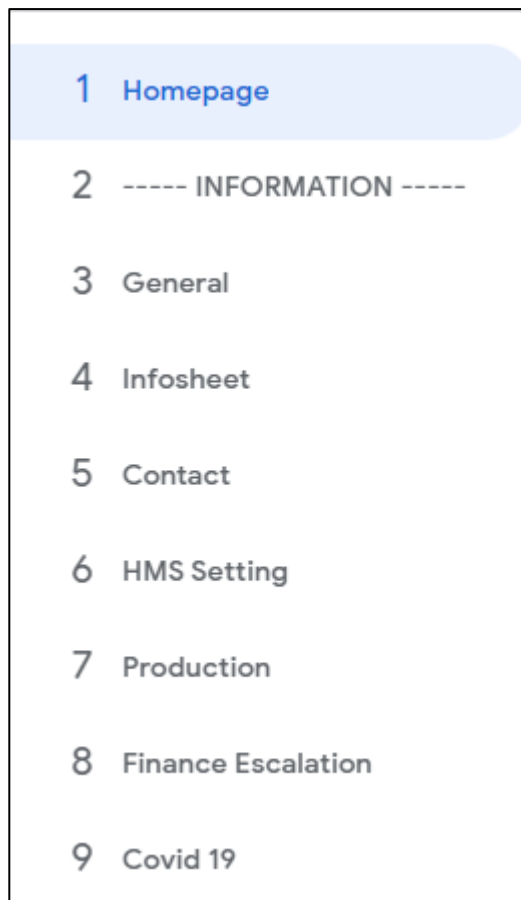 1 Homepage
2 ----- INFORMATION -----
3 General
4 Infosheet
5 Contact
6 HMS Setting
7 Production
8 Finance Escalation
9 Covid 19